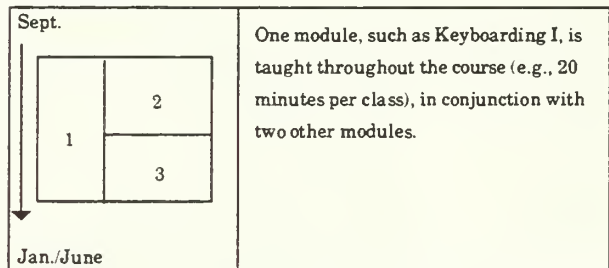 Sept.
1
2
3
Jan./June
One module, such as Keyboarding I, is
taught throughout the course (e.g., 20
minutes per class), in conjunction with
two other modules.